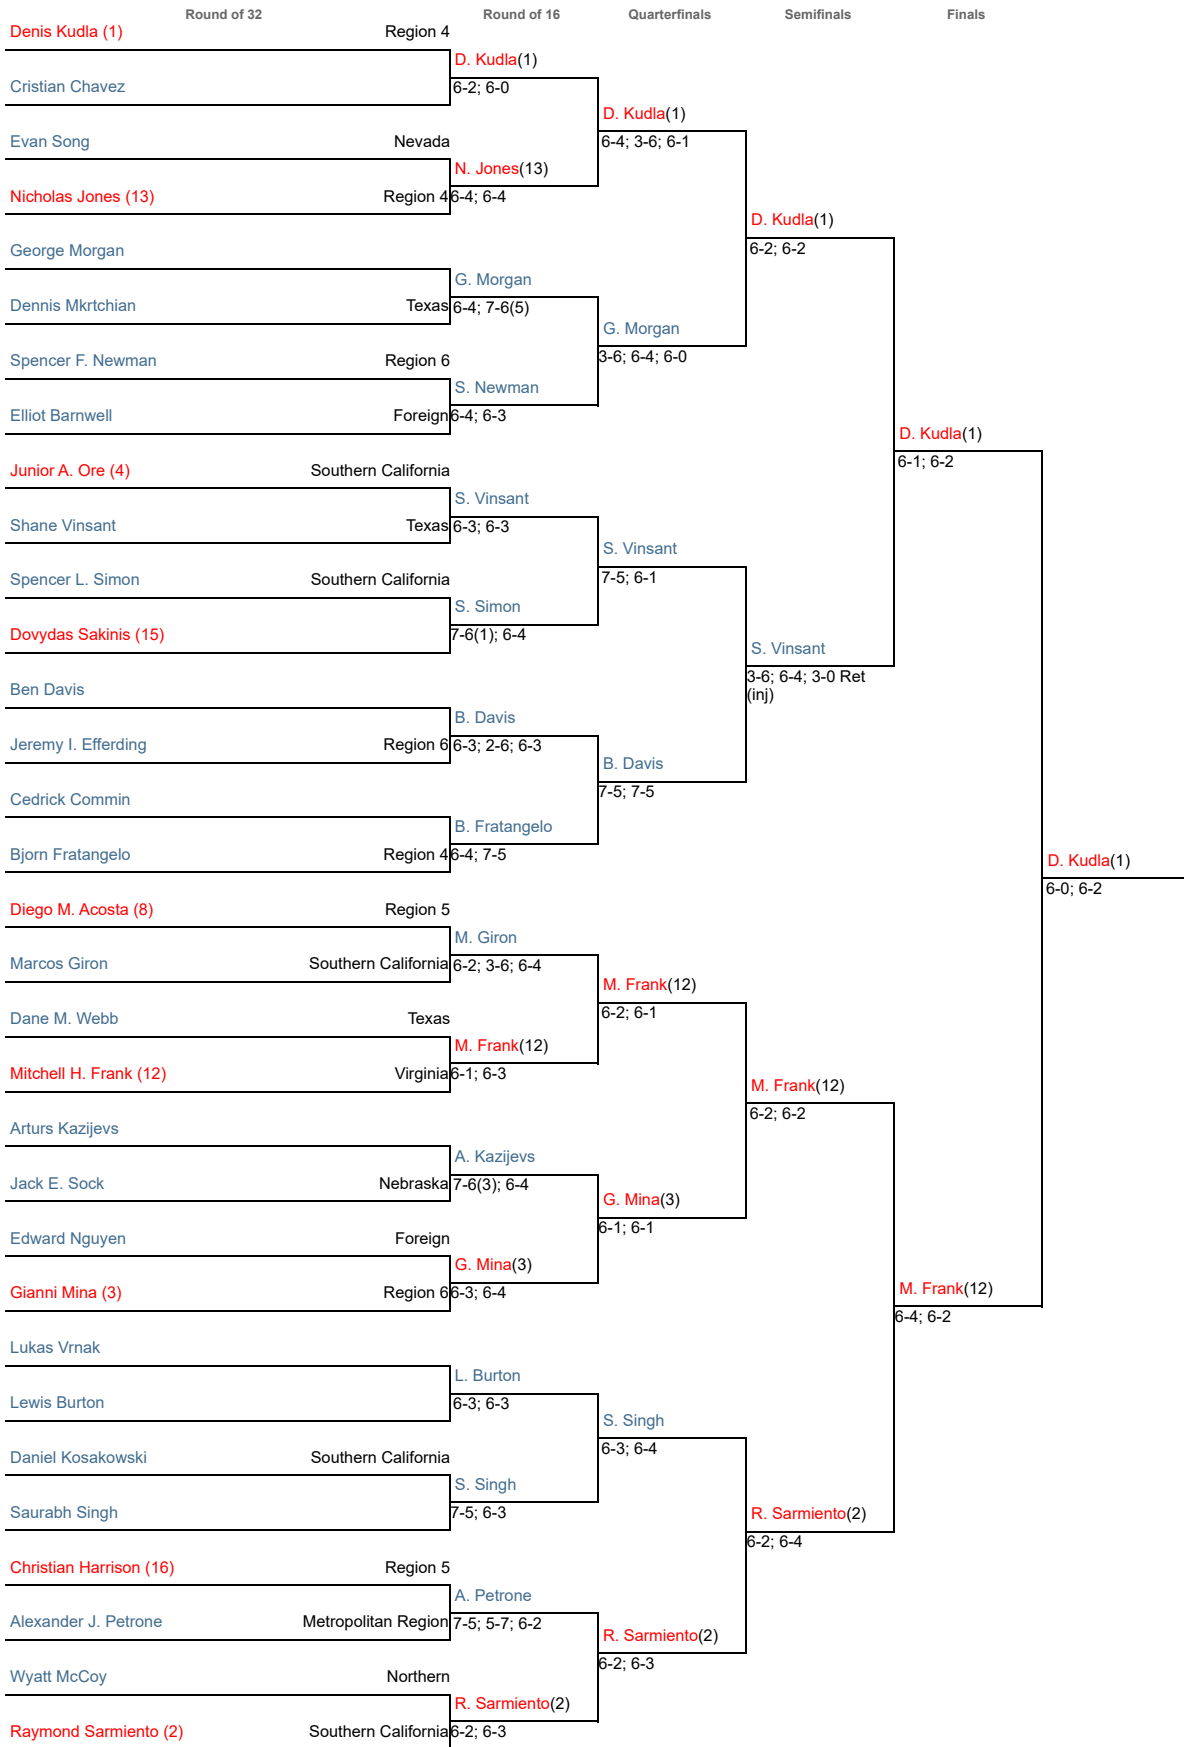 Round of 32 Round of 16 Quarterfinals Semifinals Finals
Denis Kudla (1) Region 4
D. Kudla(1)
Cristian Chavez 6-2; 6-0
D. Kudla(1)
Evan Song Nevada 6-4; 3-6; 6-1
N. Jones(13)
Nicholas Jones (13) Region 4 6-4; 6-4
D. Kudla(1)
George Morgan 6-2; 6-2
G. Morgan
Dennis Mkrtchian Texas 6-4; 7-6(5)
G. Morgan
Spencer F. Newman Region 6 3-6; 6-4; 6-0
S. Newman
Elliot Barnwell Foreign 6-4; 6-3
D. Kudla(1)
Junior A. Ore (4) Southern California 6-1; 6-2
S. Vinsant
Shane Vinsant Texas 6-3; 6-3
S. Vinsant
Spencer L. Simon Southern California 7-5; 6-1
S. Simon
Dovydas Sakinis (15) 7-6(1); 6-4
S. Vinsant
3-6; 6-4; 3-0 Ret
Ben Davis (inj)
B. Davis
Jeremy I. Efferding Region 6 6-3; 2-6; 6-3
B. Davis
Cedrick Commin 7-5; 7-5
B. Fratangelo
Bjorn Fratangelo Region 4 6-4; 7-5
D. Kudla(1)
6-0; 6-2
Diego M. Acosta (8) Region 5
M. Giron
Marcos Giron Southern California 6-2; 3-6; 6-4
M. Frank(12)
Dane M. Webb Texas 6-2; 6-1
M. Frank(12)
Mitchell H. Frank (12) Virginia 6-1; 6-3
M. Frank(12)
Arturs Kazijevs 6-2; 6-2
A. Kazijevs
Jack E. Sock Nebraska 7-6(3); 6-4
G. Mina(3)
Edward Nguyen Foreign 6-1; 6-1
G. Mina(3)
Gianni Mina (3) Region 6 6-3; 6-4
M. Frank(12)
6-4; 6-2
Lukas Vrnak
L. Burton
Lewis Burton 6-3; 6-3
S. Singh
Daniel Kosakowski Southern California 6-3; 6-4
S. Singh
Saurabh Singh 7-5; 6-3
R. Sarmiento(2)
6-2; 6-4
Christian Harrison (16) Region 5
A. Petrone
Alexander J. Petrone Metropolitan Region 7-5; 5-7; 6-2
R. Sarmiento(2)
Wyatt McCoy Northern 6-2; 6-3
R. Sarmiento(2)
Raymond Sarmiento (2) Southern California 6-2; 6-3